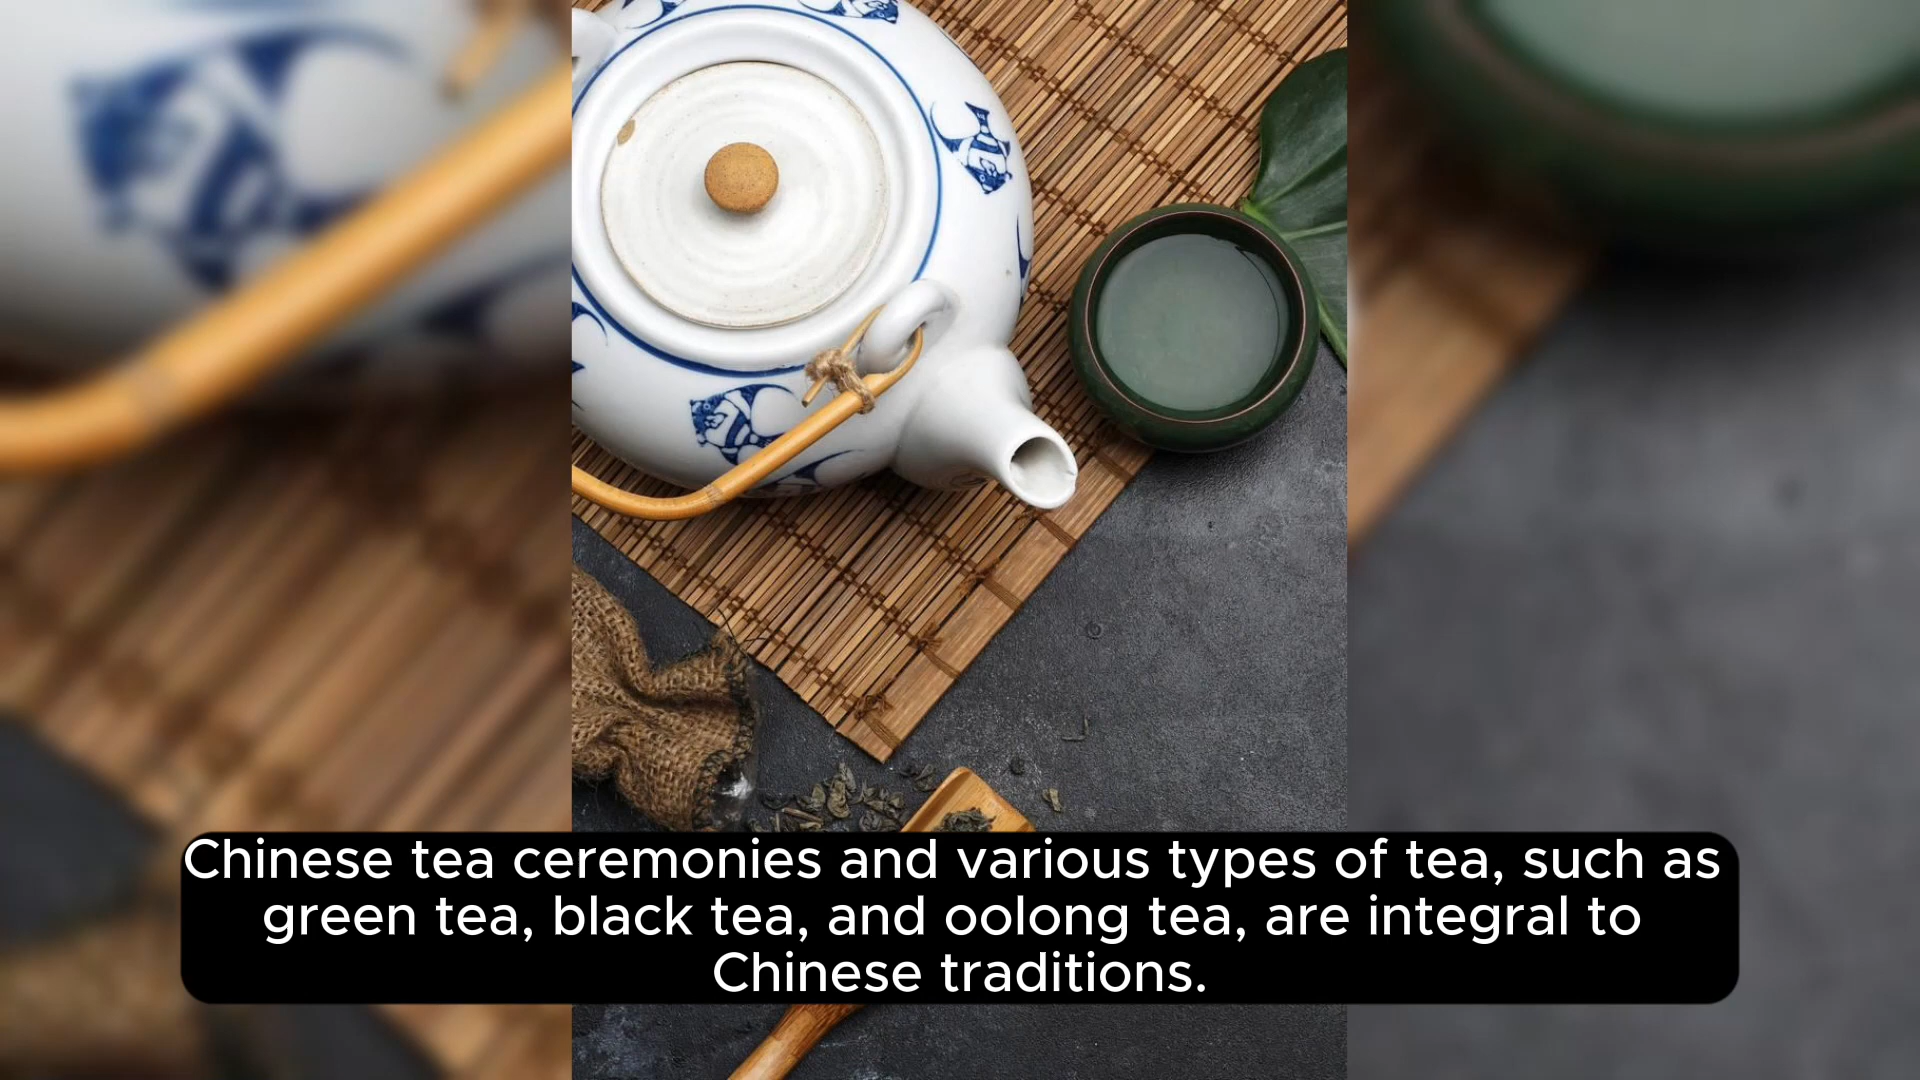 Chinese tea ceremonies and various types of tea, such as
green tea, black tea, and oolong tea, are integral to
Chinese traditions.